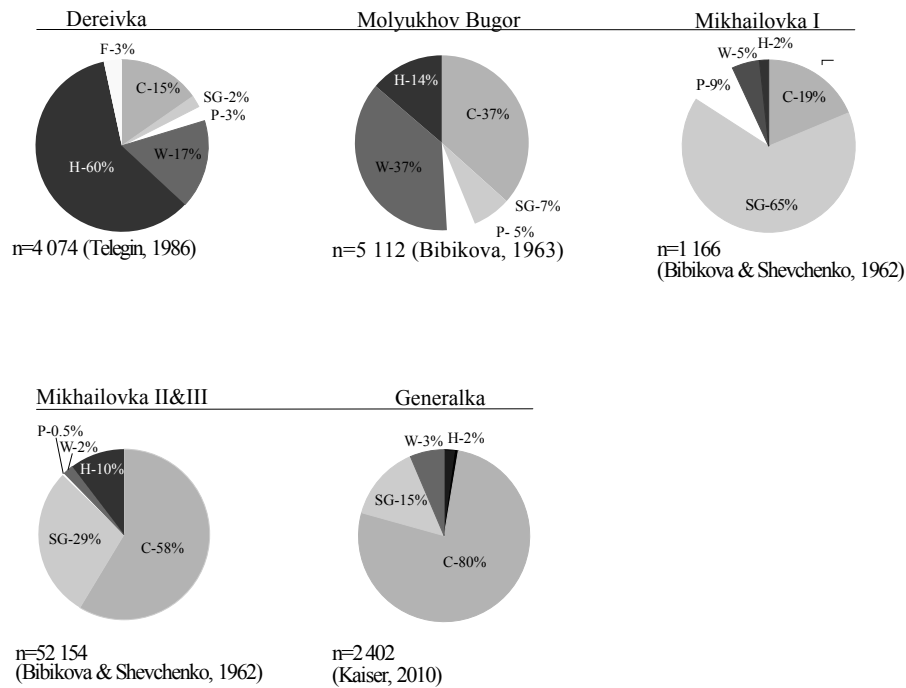 Dereivka
Molyukhov Bugor
Mikhailovka I
F-3%
C-15%
SG-2%
P-3%
W-17%
H-60%
n=4 074 (Telegin, 1986)
H-14%
C-37%
W-37%
SG-7%
P- 5%
n=5 112 (Bibikova, 1963)
H-2%
W-5%
P-9%
C-19%
SG-65%
n=1 166
(Bibikova & Shevchenko, 1962)
Mikhailovka II&III
Generalka
P-0.5%
W-2%
H-10%
SG-29%
C-58%
n=52 154
(Bibikova & Shevchenko, 1962)
W-3%
H-2%
SG-15%
C-80%
n=2 402
(Kaiser, 2010)